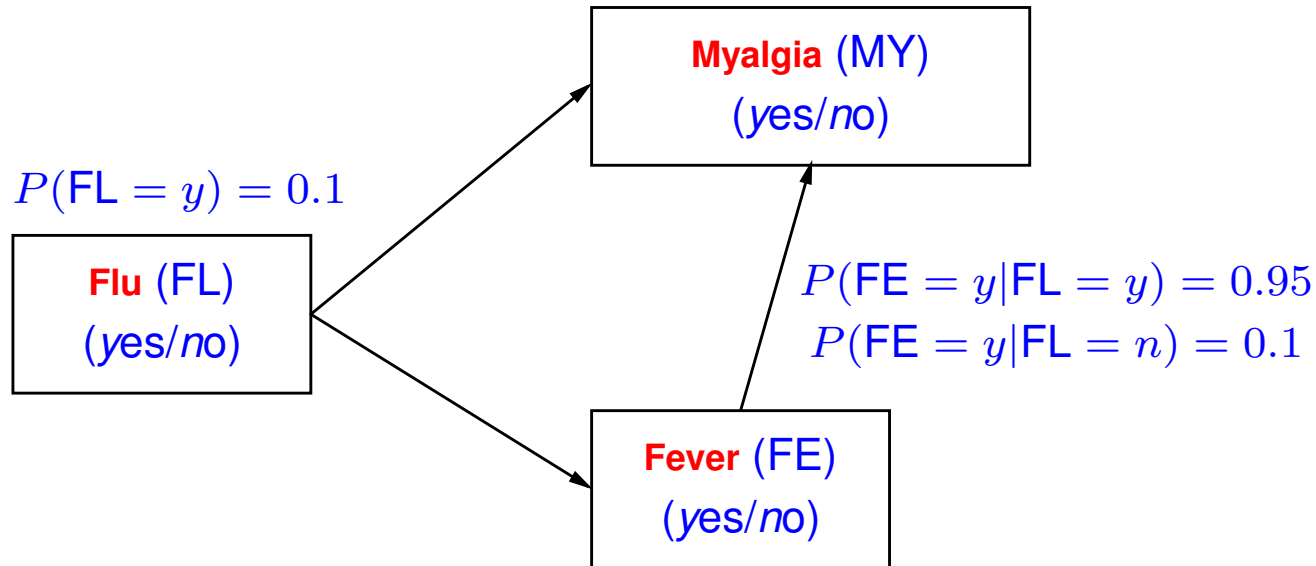 Myalgia (MY)
(yes/no)
P(FL = y) = 0.1
Flu (FL)
(yes/no)
P(FE = y|FL = y) = 0.95
P(FE = y|FL = n) = 0.1
Fever (FE)
(yes/no)